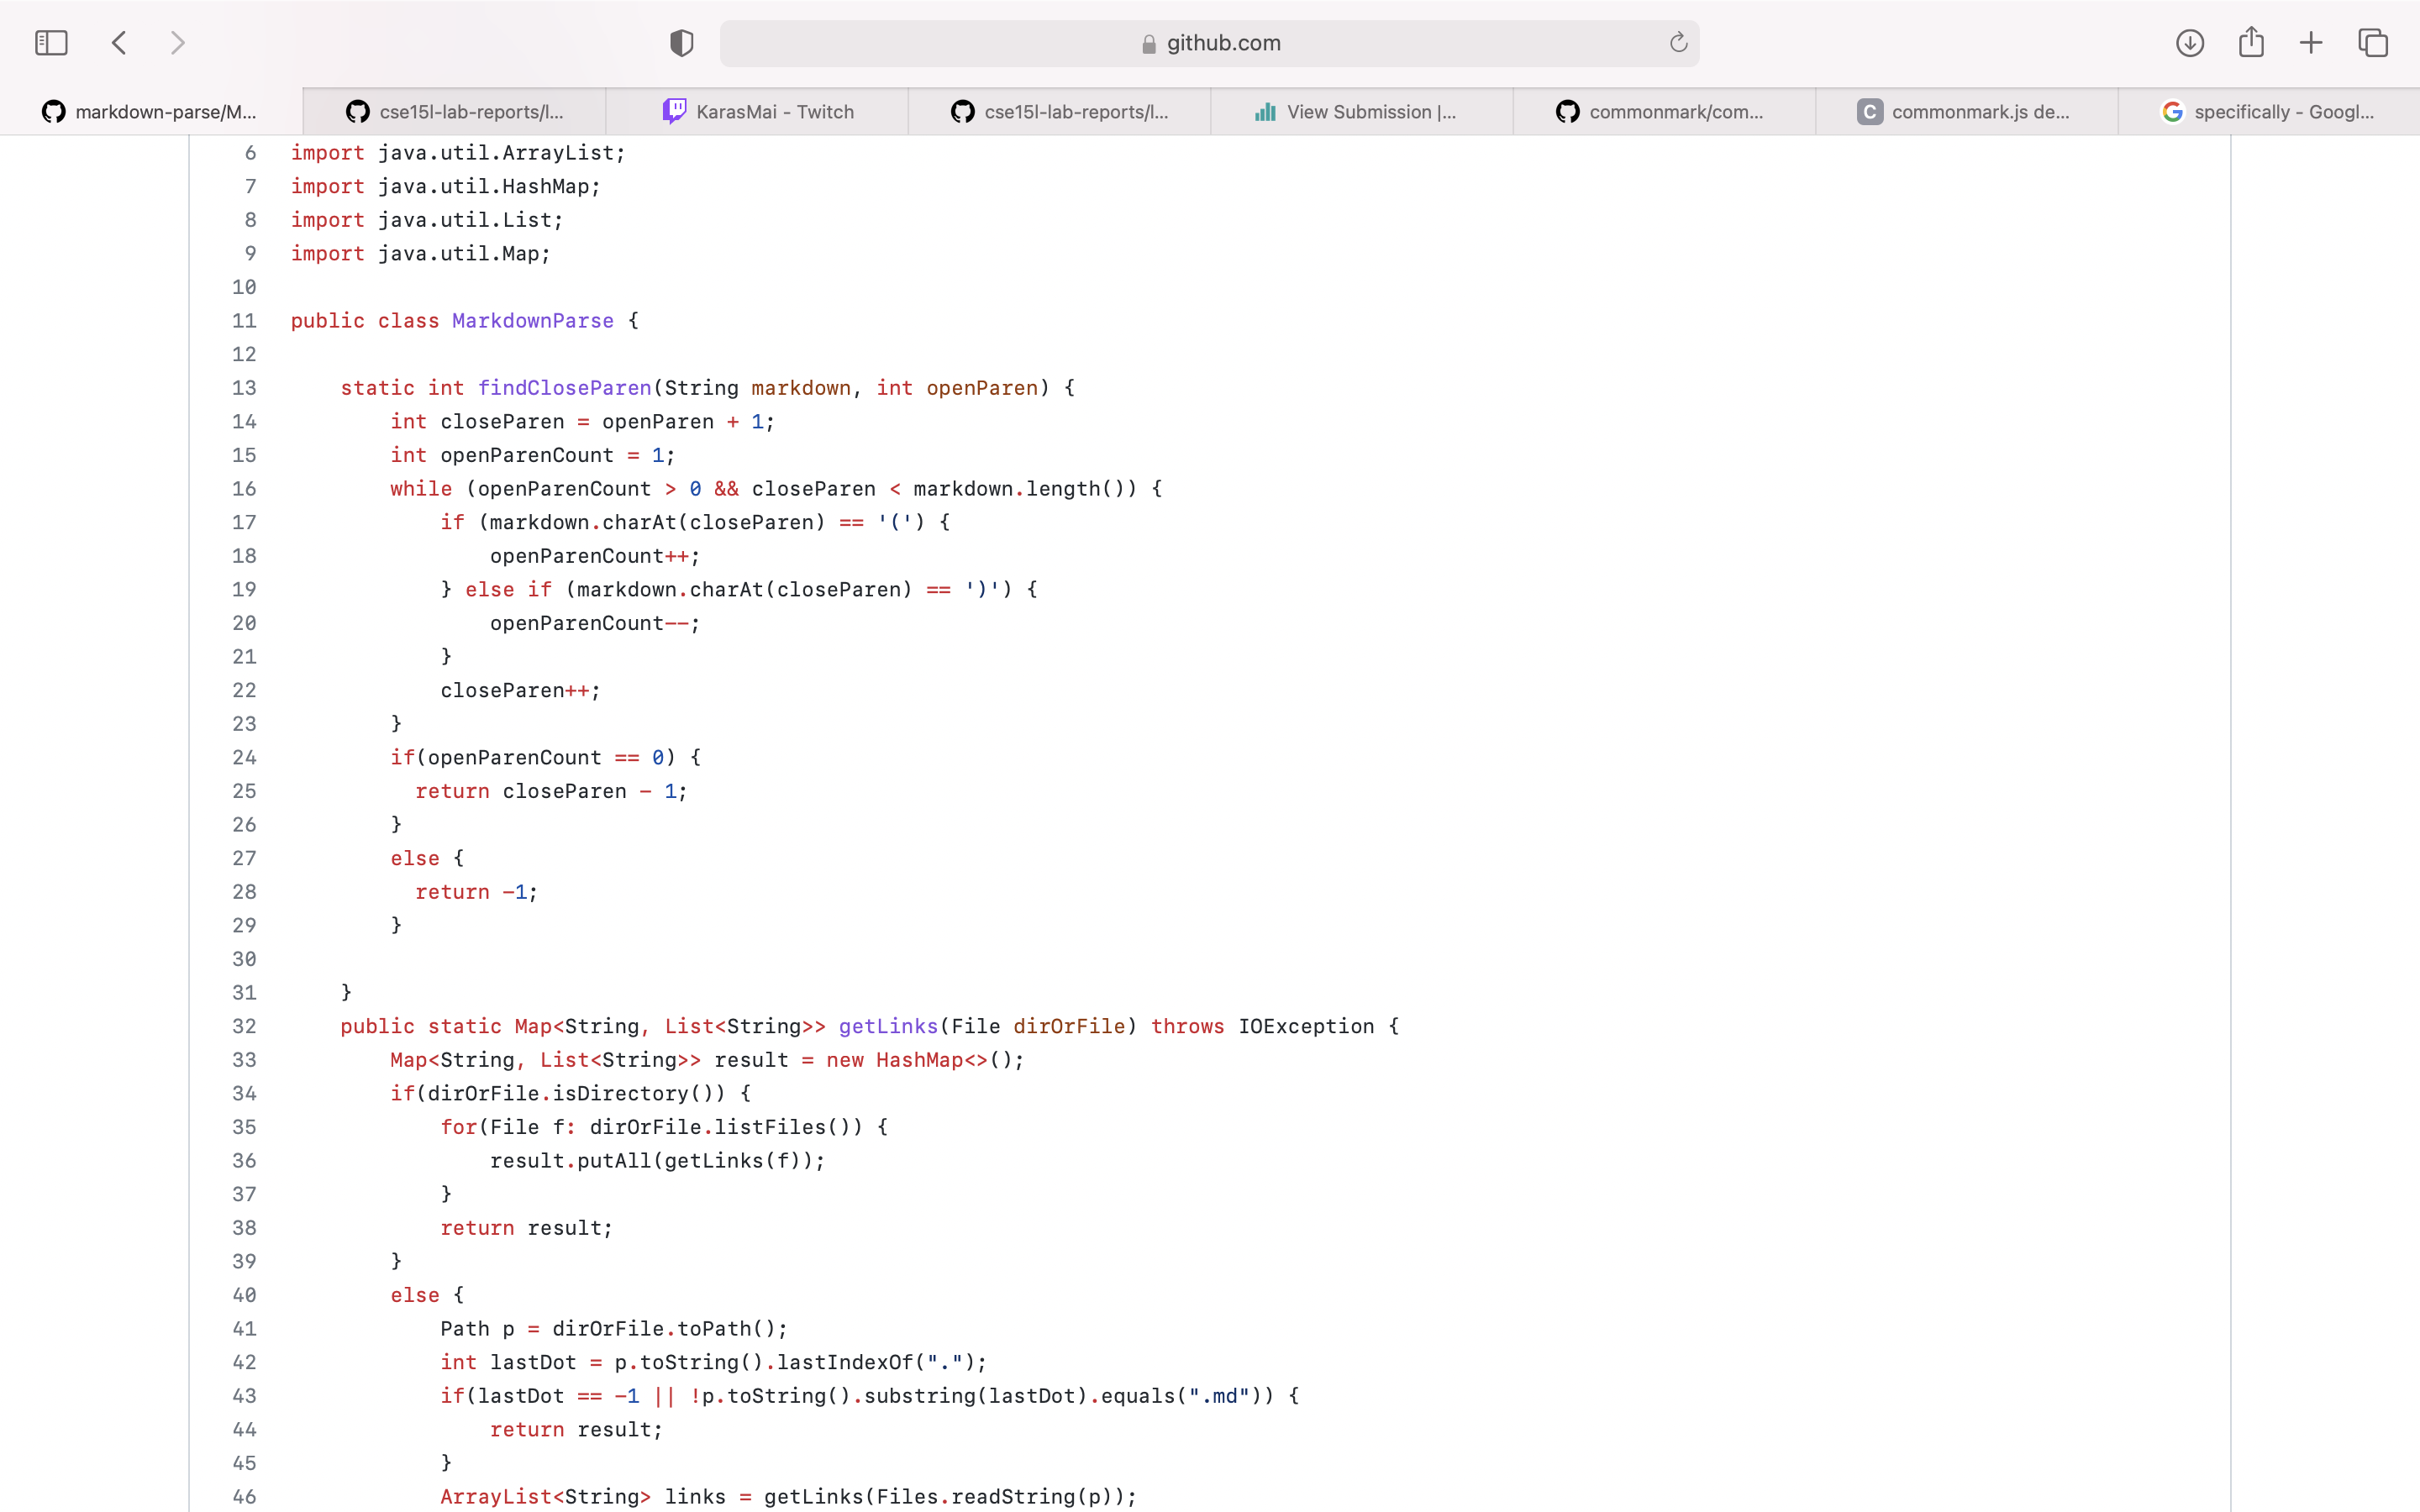 github.com
markdown-parse/M...
cse15l-lab-reports/l...
KarasMai - Twitch
cse15l-lab-reports/l...
View Submission |...
commonmark/com...
C commonmark.js de...
specifically - Googl...
6 import java.util.ArrayList;
7 import java.util.HashMap;
8 import java.util.List;
9 import java.util.Map;
10
11 public class MarkdownParse {
12
13     static int findCloseParen(String markdown, int openParen) {
14         int closeParen = openParen + 1;
15         int openParenCount = 1;
16         while (openParenCount > 0 && closeParen < markdown.length()) {
17             if (markdown.charAt(closeParen) == '(') {
18                 openParenCount++;
19             } else if (markdown.charAt(closeParen) == ')') {
20                 openParenCount--;
21             }
22             closeParen++;
23         }
24         if(openParenCount == 0) {
25           return closeParen - 1;
26         }
27         else {
28           return -1;
29         }
30
31     }
32     public static Map<String, List<String>> getLinks(File dirOrFile) throws IOException {
33         Map<String, List<String>> result = new HashMap<>();
34         if(dirOrFile.isDirectory()) {
35             for(File f: dirOrFile.listFiles()) {
36                 result.putAll(getLinks(f));
37             }
38             return result;
39         }
40         else {
41             Path p = dirOrFile.toPath();
42             int lastDot = p.toString().lastIndexOf(".");
43             if(lastDot == -1 || !p.toString().substring(lastDot).equals(".md")) {
44                 return result;
45             }
46             ArrayList<String> links = getLinks(Files.readString(p));